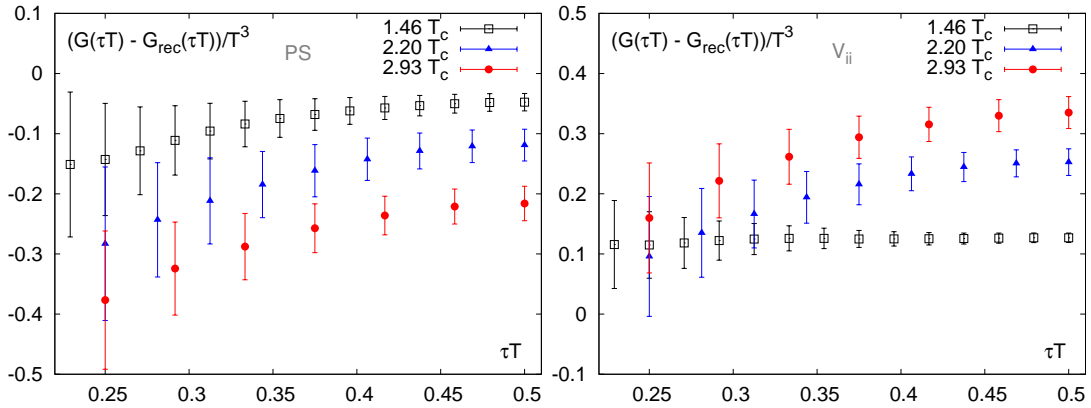 (G(τT) - G_rec(τT))/T^3
PS
1.46 T_c
2.20 T_c
2.93 T_c
0.1
0
-0.1
-0.2
-0.3
-0.4
-0.5
τT
0.25 0.3 0.35 0.4 0.45 0.5
(G(τT) - G_rec(τT))/T^3
V_ii
1.46 T_c
2.20 T_c
2.93 T_c
0.5
0.4
0.3
0.2
0.1
0
-0.1
τT
0.25 0.3 0.35 0.4 0.45 0.5